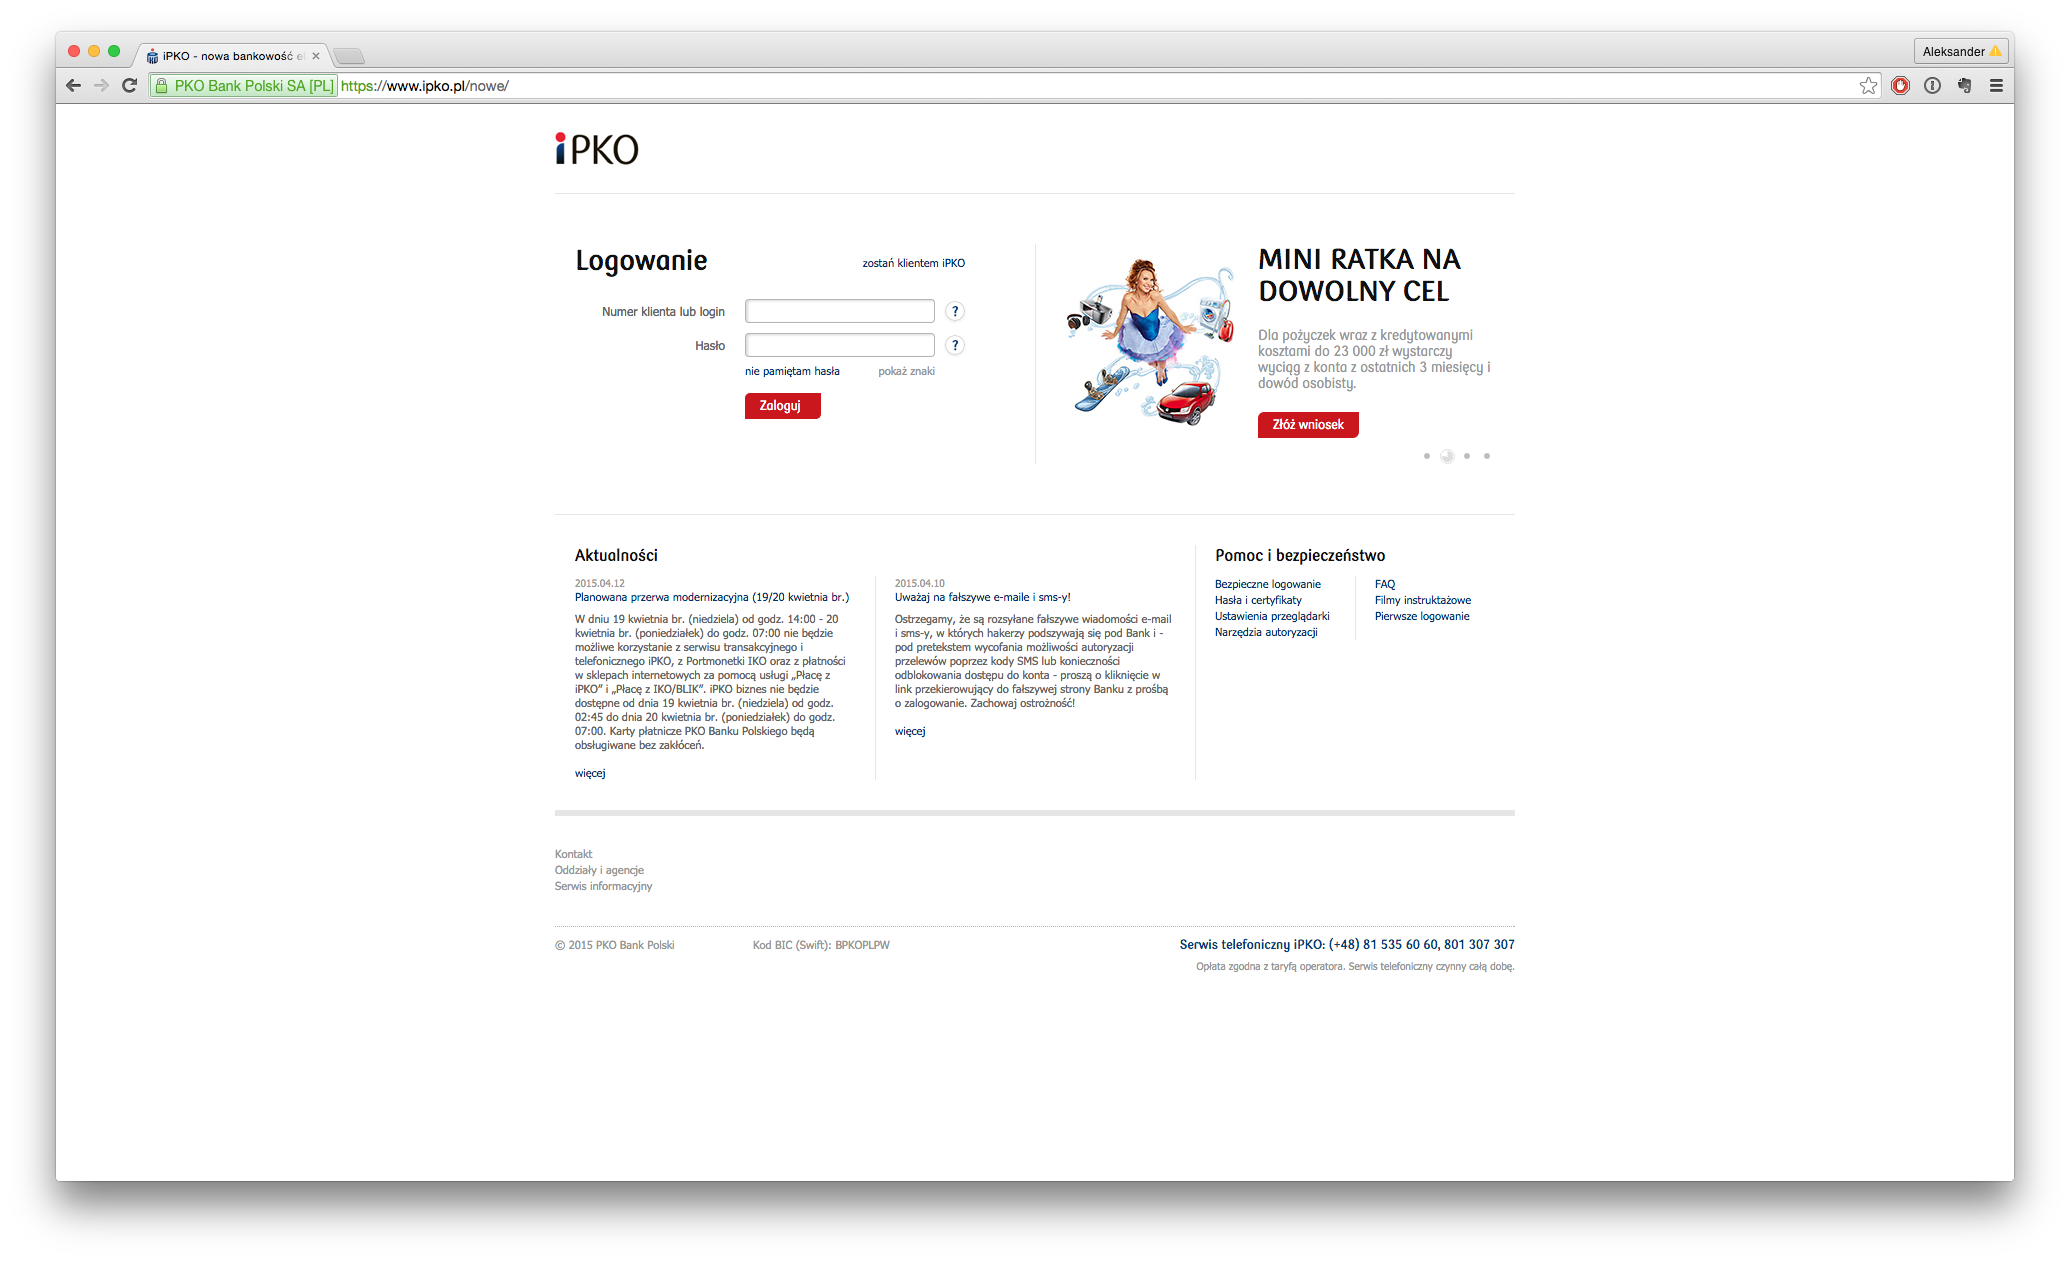 iPKO - nowa bankowość el
Aleksander
PKO Bank Polski SA [PL] https://www.ipko.pl/nowe/
iPKO
Logowanie
zostań klientem iPKO
Numer klienta lub login
?
Hasło
?
nie pamiętam hasła
pokaż znaki
Zaloguj
MINI RATKA NA
DOWOLNY CEL
Dla pożyczek wraz z kredytowanymi
kosztami do 23 000 zł wystarczy
wyciąg z konta z ostatnich 3 miesięcy i
dowód osobisty.
Złóż wniosek
Aktualności
2015.04.12
Planowana przerwa modernizacyjna (19/20 kwietnia br.)
W dniu 19 kwietnia br. (niedziela) od godz. 14:00 - 20
kwietnia br. (poniedziałek) do godz. 07:00 nie będzie
możliwe korzystanie z serwisu transakcyjnego i
telefonicznego iPKO, z Portmonetki IKO oraz z płatności
w sklepach internetowych za pomocą usługi „Płacę z
iPKO” i „Płacę z IKO/BLIK”. iPKO biznes nie będzie
dostępne od dnia 19 kwietnia br. (niedziela) od godz.
02:45 do dnia 20 kwietnia br. (poniedziałek) do godz.
07:00. Karty płatnicze PKO Banku Polskiego będą
obsługiwane bez zakłóceń.
więcej
2015.04.10
Uważaj na fałszywe e-maile i sms-y!
Ostrzegamy, że są rozsyłane fałszywe wiadomości e-mail
i sms-y, w których hakerzy podszywają się pod Bank i -
pod pretekstem wycofania możliwości autoryzacji
przelewów poprzez kody SMS lub konieczności
odblokowania dostępu do konta - proszą o kliknięcie w
link przekierowujący do fałszywej strony Banku z prośbą
o zalogowanie. Zachowaj ostrożność!
więcej
Pomoc i bezpieczeństwo
Bezpieczne logowanie
Hasła i certyfikaty
Ustawienia przeglądarki
Narzędzia autoryzacji
FAQ
Filmy instruktażowe
Pierwsze logowanie
Kontakt
Oddziały i agencje
Serwis informacyjny
© 2015 PKO Bank Polski
Kod BIC (Swift): BPKOPLPW
Serwis telefoniczny iPKO: (+48) 81 535 60 60, 801 307 307
Opłata zgodna z taryfą operatora. Serwis telefoniczny czynny całą dobę.